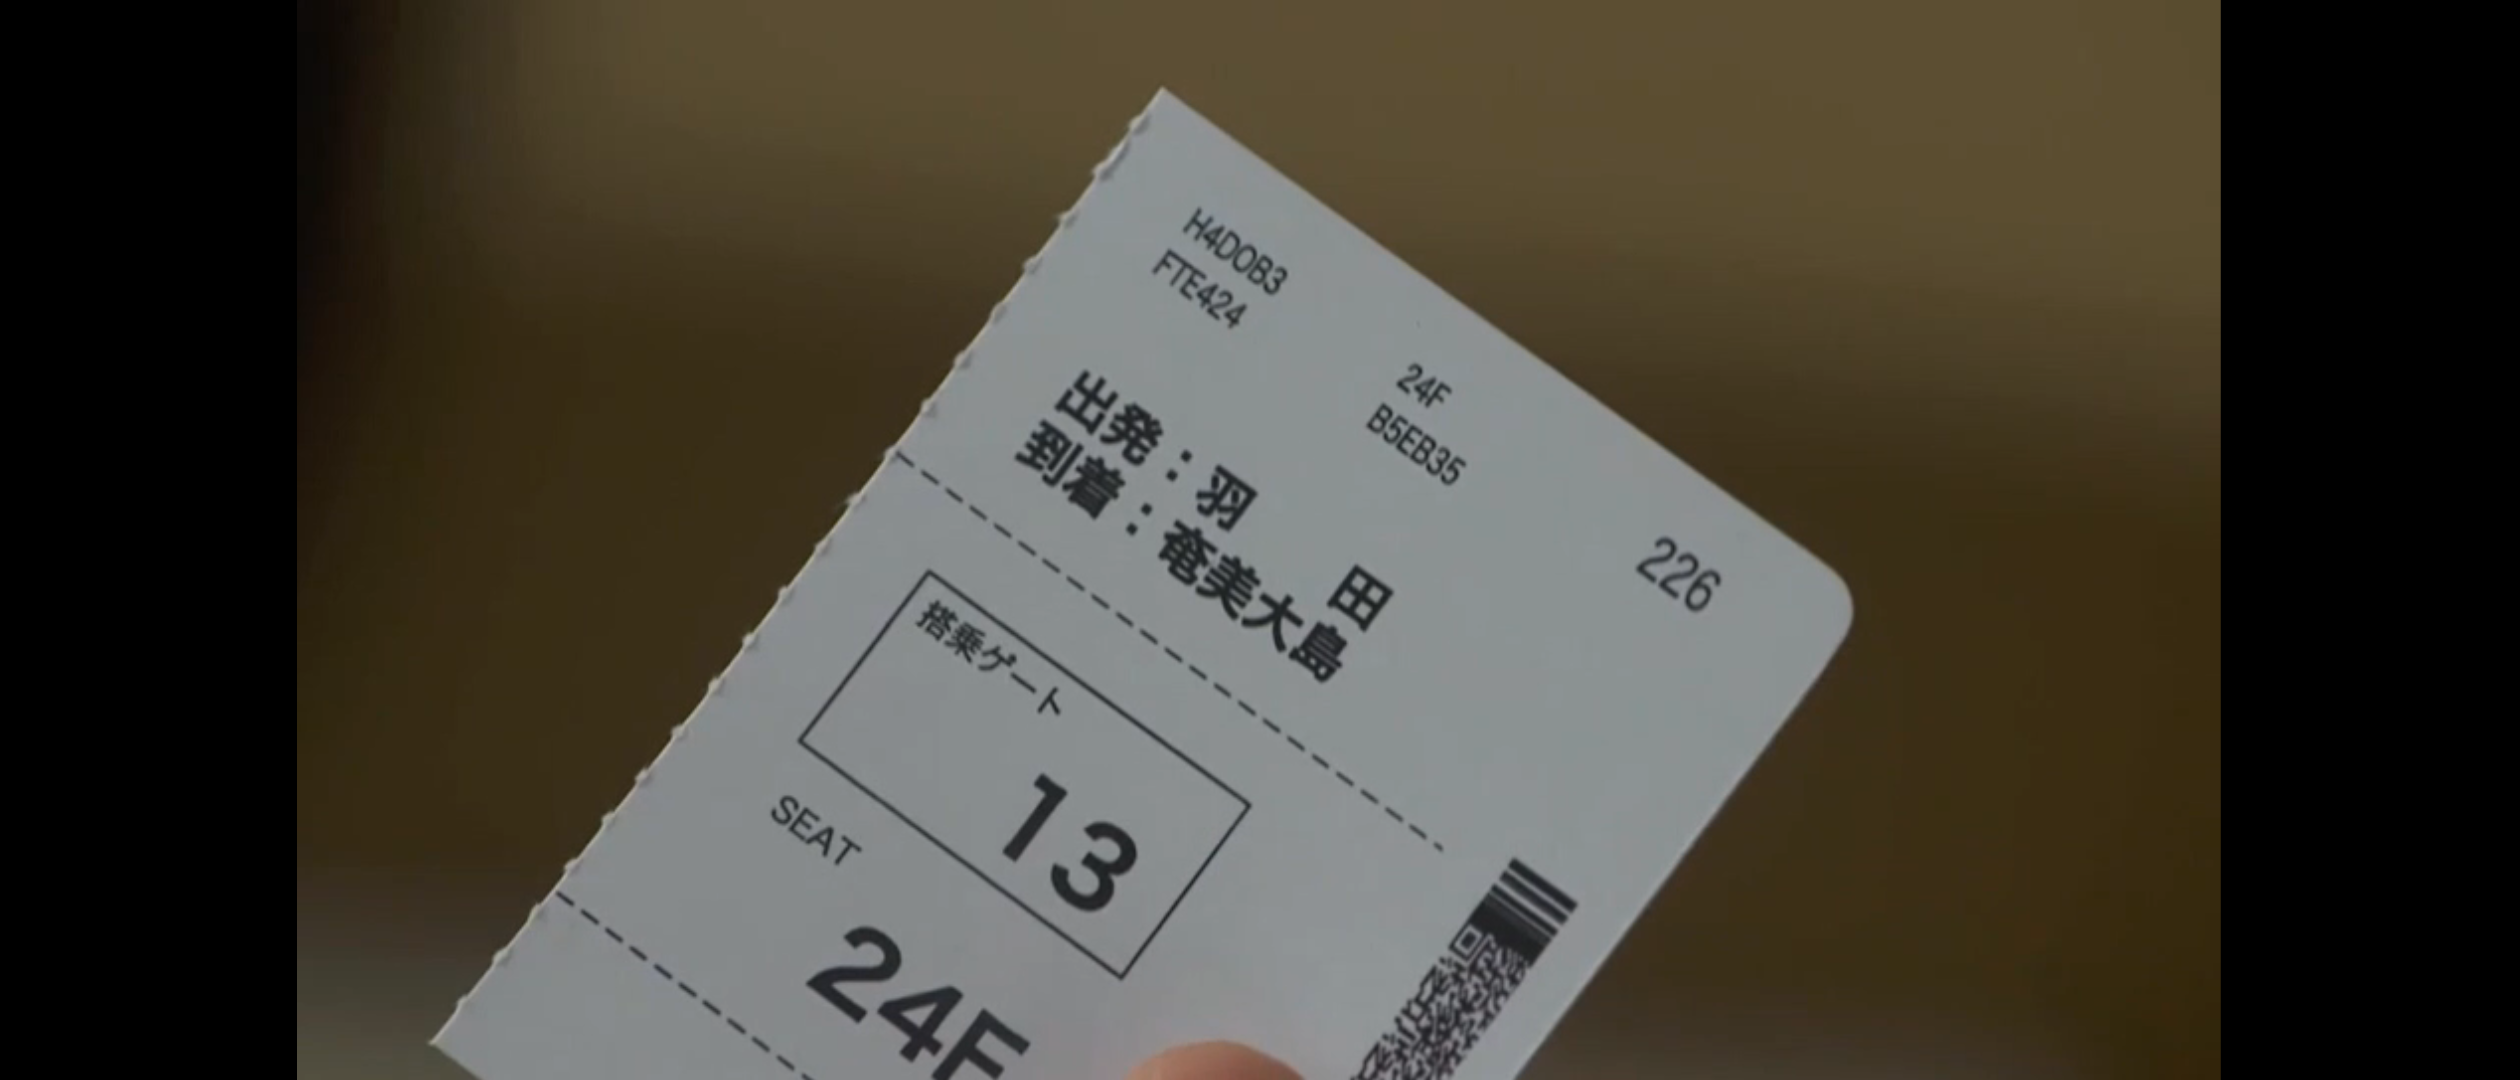 H4DOB3
FTE424
24F
B5EB35
226
出発：羽　　田
到着：奄美大島
搭乗ゲート
13
SEAT
24F